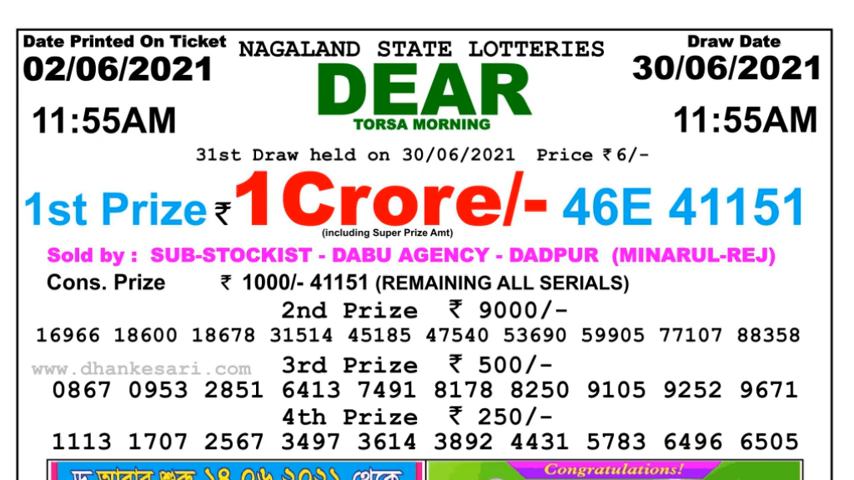 Date Printed On Ticket NAGALAND STATE LOTTERIES Draw Date
02/06/2021 DEAR 30/06/2021
11:55AM TORSA MORNING 11:55AM
31st Draw held on 30/06/2021 Price ₹6/-
1st Prize ₹1Crore/- 46E 41151
(including Super Prize Amt)
Sold by : SUB-STOCKIST - DABU AGENCY - DADPUR (MINARUL-REJ)
Cons. Prize ₹ 1000/- 41151 (REMAINING ALL SERIALS)
2nd Prize ₹ 9000/-
16966 18600 18678 31514 45185 47540 53690 59905 77107 88358
www.dhankesari.com 3rd Prize ₹ 500/-
0867 0953 2851 6413 7491 8178 8250 9105 9252 9671
4th Prize ₹ 250/-
1113 1707 2567 3497 3614 3892 4431 5783 6496 6505
Congratulations!